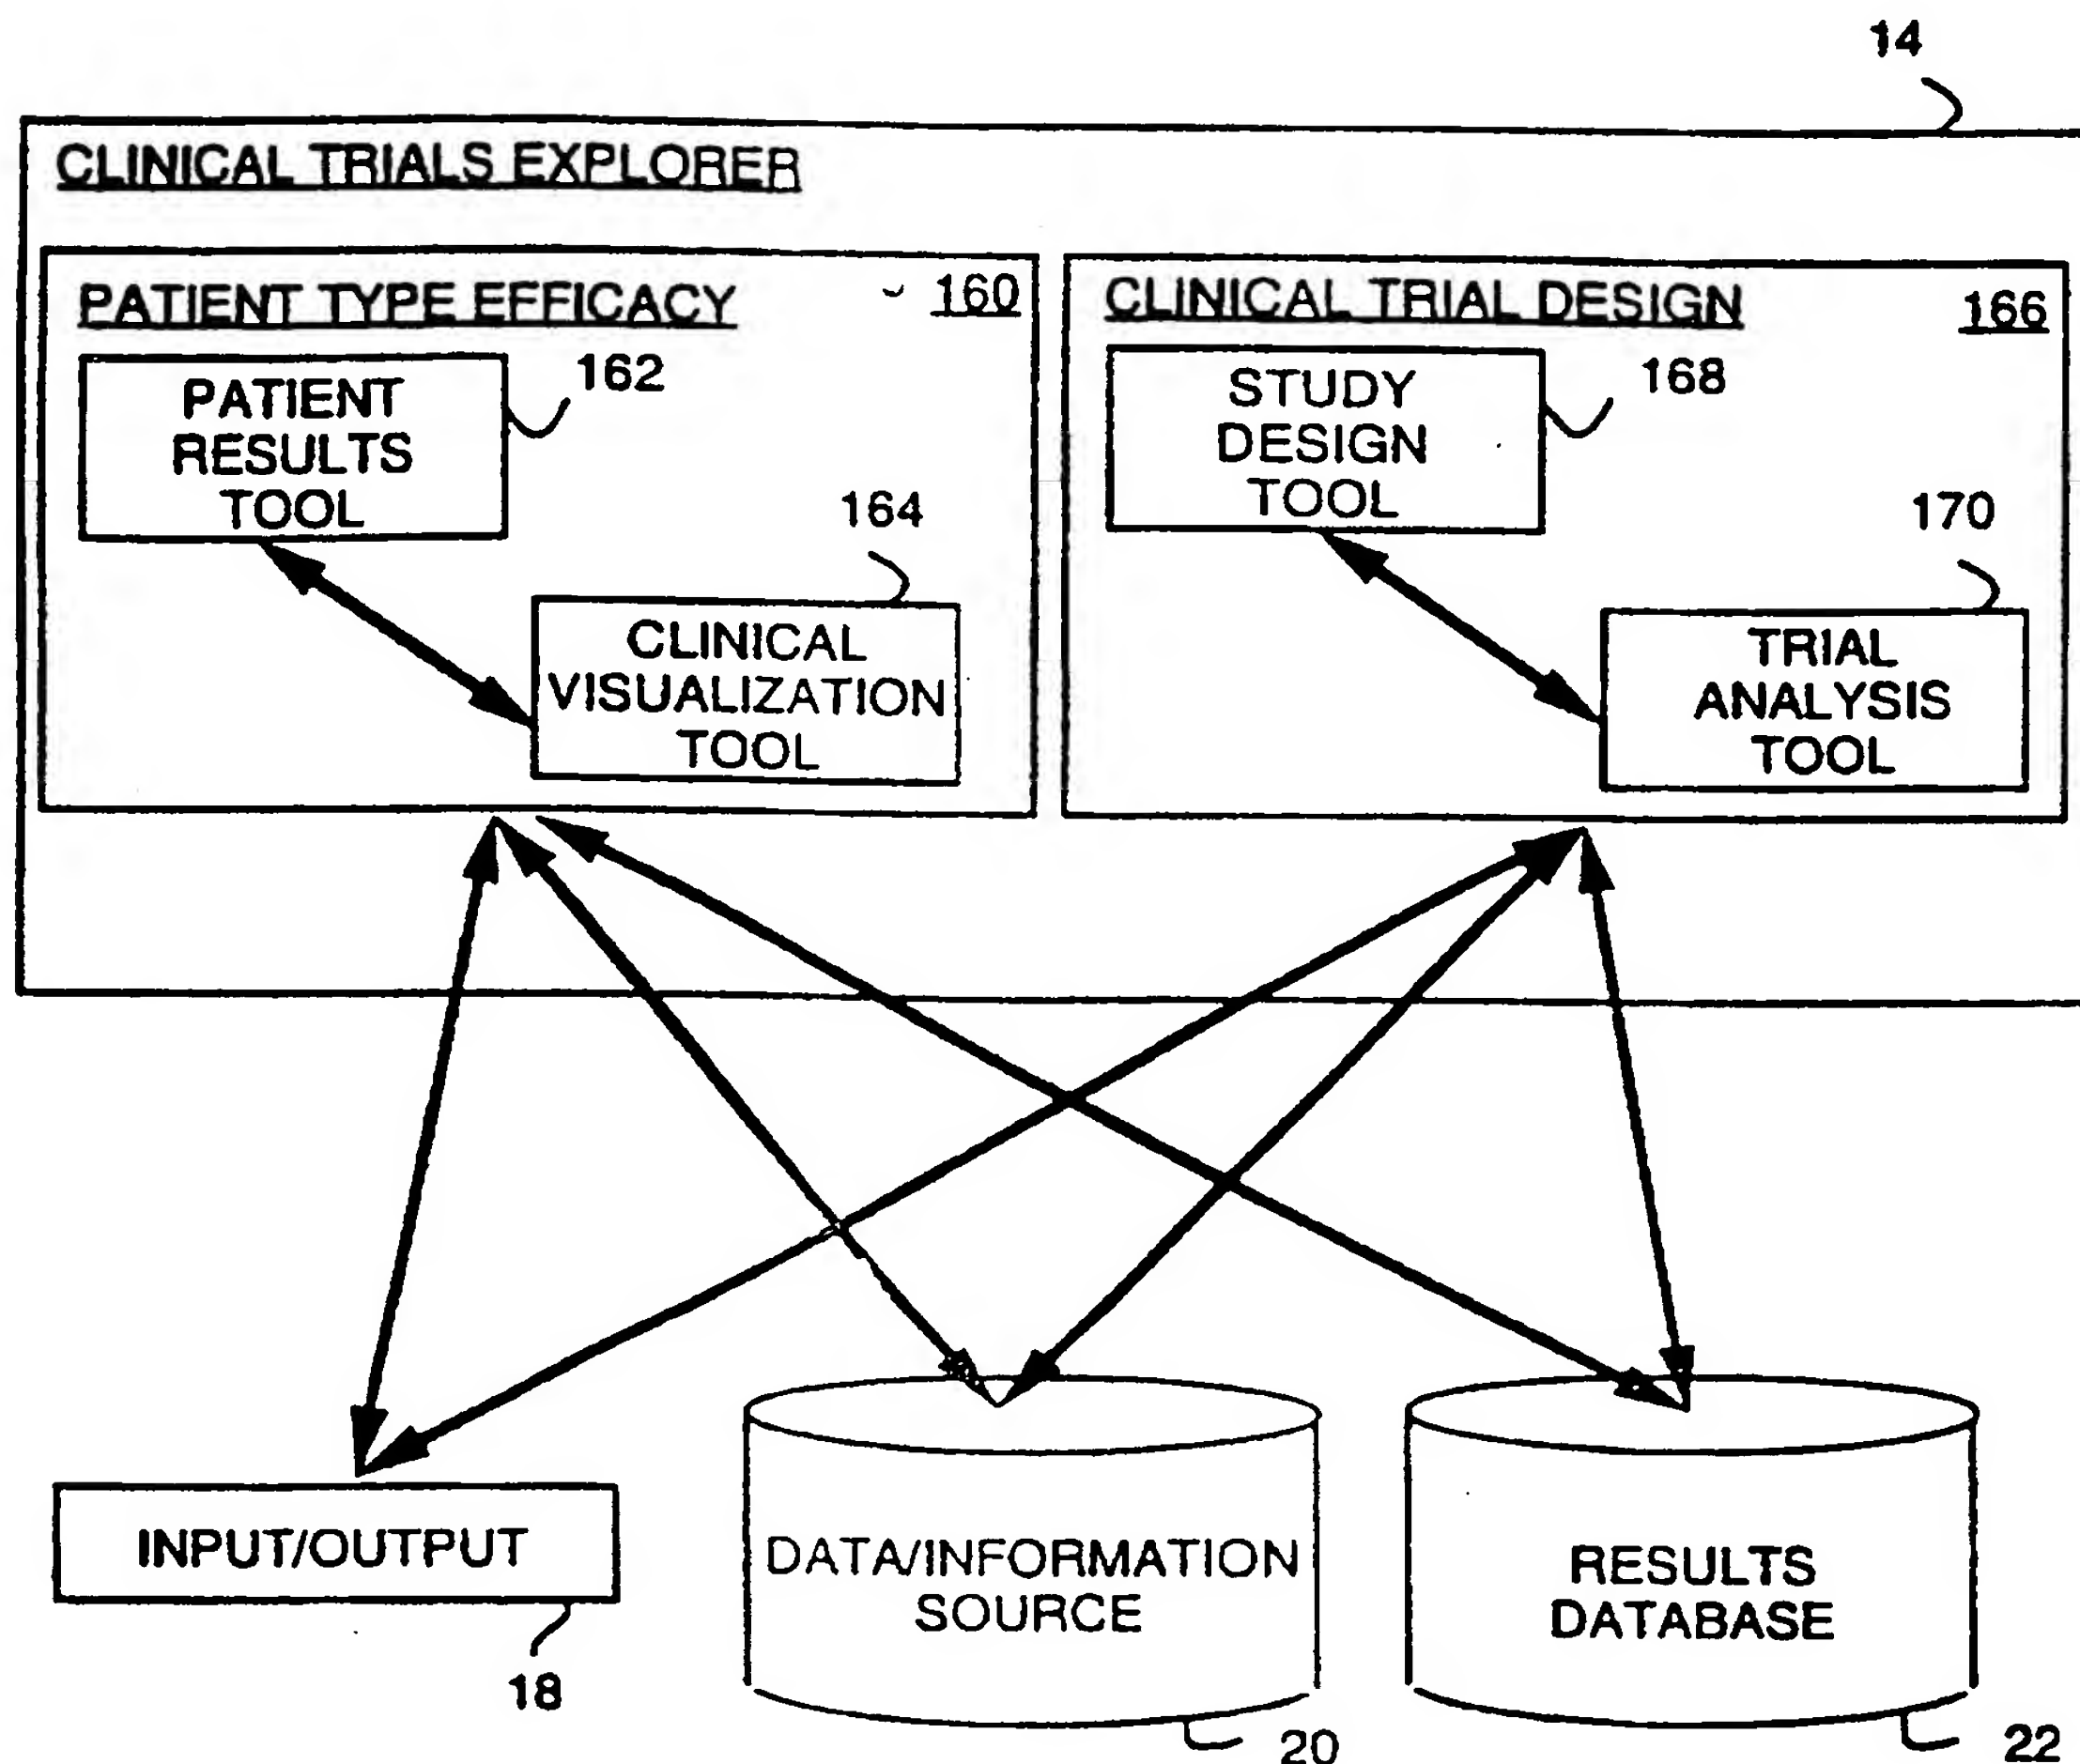 14
CLINICAL TRIALS EXPLORER
PATIENT TYPE EFFICACY
160
PATIENT
RESULTS
TOOL
162
164
CLINICAL
VISUALIZATION
TOOL
CLINICAL TRIAL DESIGN
166
STUDY
DESIGN
TOOL
168
170
TRIAL
ANALYSIS
TOOL
INPUT/OUTPUT
18
DATA/INFORMATION
SOURCE
20
RESULTS
DATABASE
22